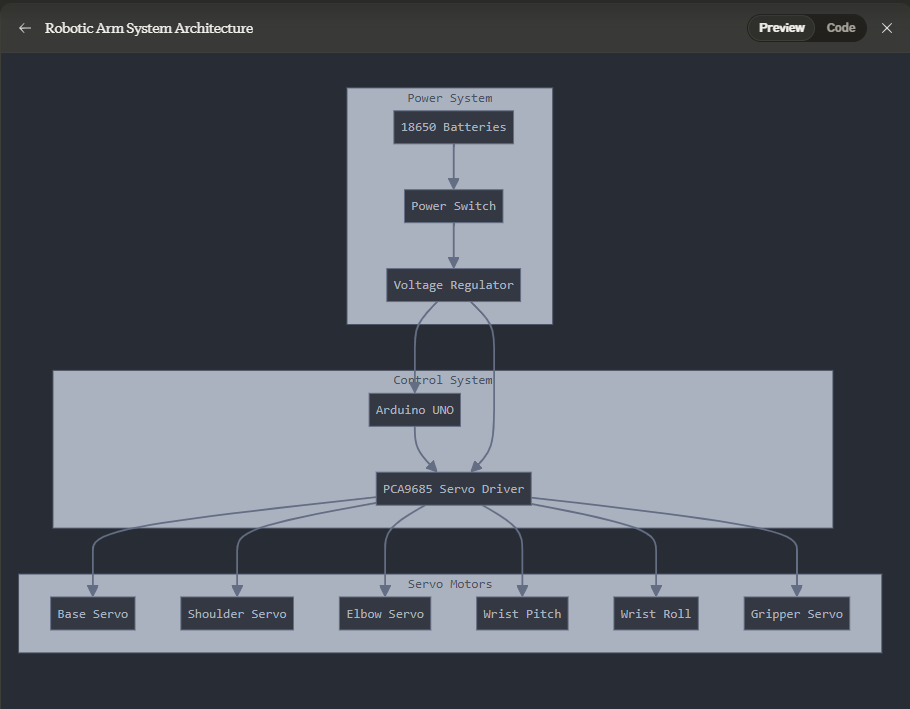 Robotic Arm System Architecture
Preview
Code
Power System
18650 Batteries
Power Switch
Voltage Regulator
Control System
Arduino UNO
PCA9685 Servo Driver
Servo Motors
Base Servo
Shoulder Servo
Elbow Servo
Wrist Pitch
Wrist Roll
Gripper Servo